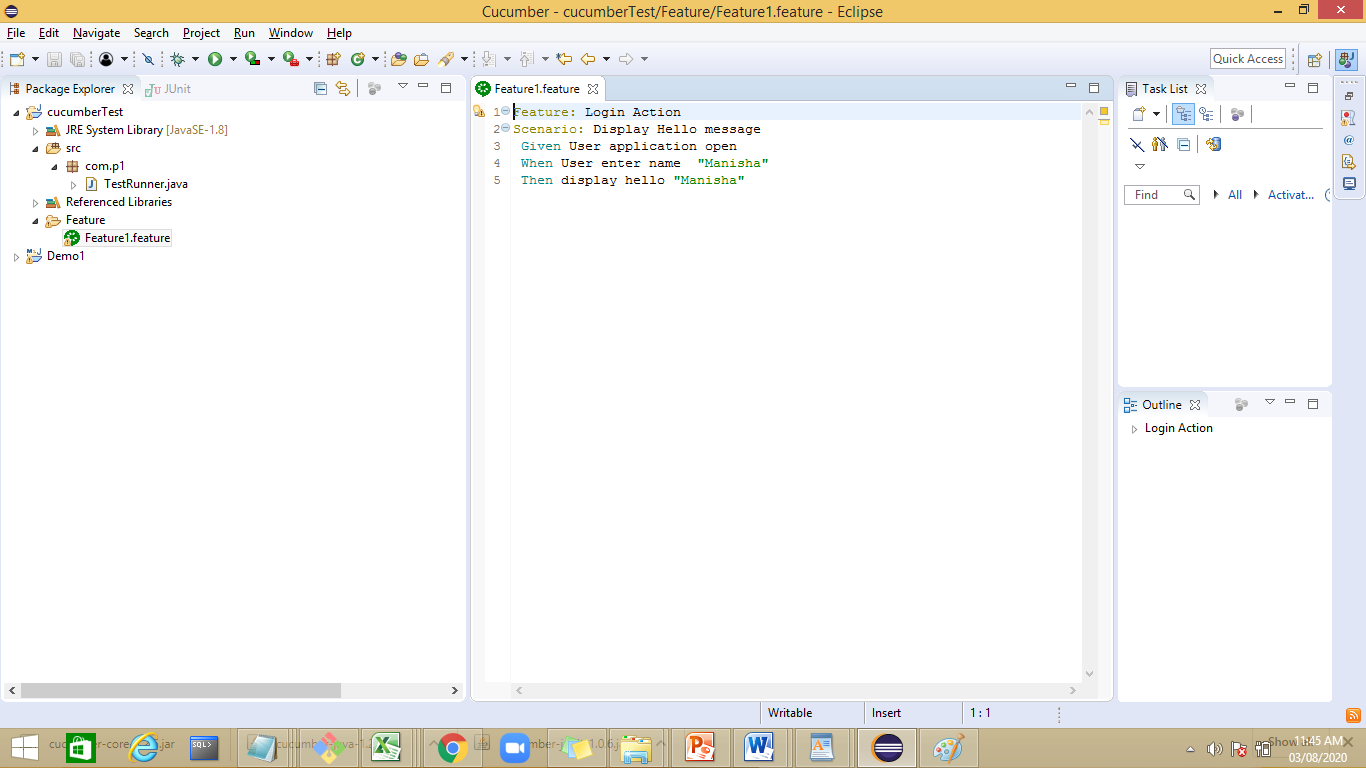 Cucumber - cucumberTest/Feature/Feature1.feature - Eclipse
File Edit Navigate Search Project Run Window Help
Quick Access
Package Explorer JUnit
cucumberTest
JRE System Library [JavaSE-1.8]
src
com.p1
TestRunner.java
Referenced Libraries
Feature
Feature1.feature
Demo1
Feature1.feature
1 Feature: Login Action
2 Scenario: Display Hello message
3 Given User application open
4 When User enter name  "Manisha"
5 Then display hello "Manisha"
Task List
Find All Activat...
Outline
Login Action
Writable Insert 1 : 1
SQL>
11:45 AM
03/08/2020